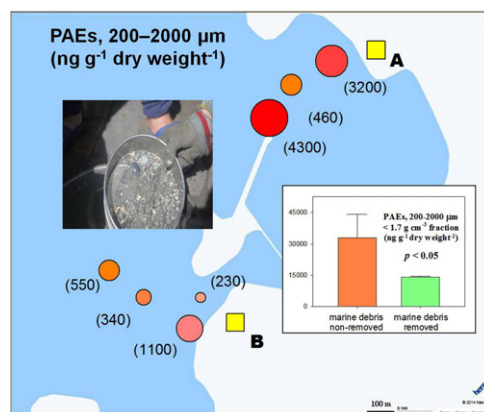 PAEs, 200–2000 µm
(ng g⁻¹ dry weight⁻¹)
A
(3200)
(460)
(4300)
PAEs, 200-2000 µm
< 1.7 g cm⁻³ fraction
(ng g⁻¹ dry weight⁻¹)
p < 0.05
45000
30000
15000
0
marine debris
non-removed
marine debris
removed
(550)
(340)
(230)
(1100)
B
100 m